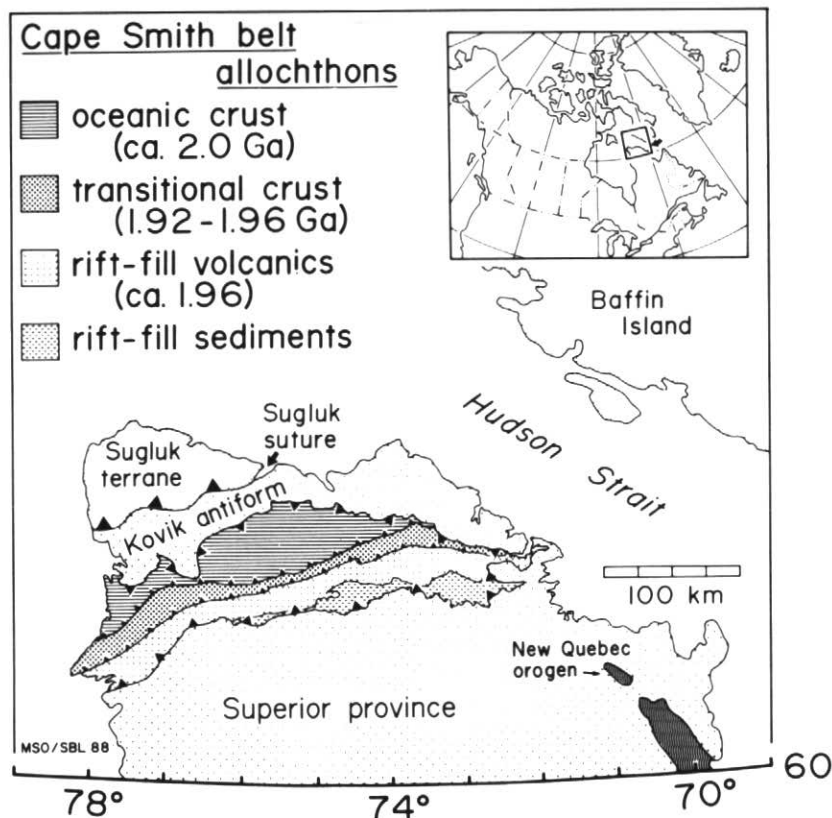 Cape Smith belt
allochthons
oceanic crust
(ca. 2.0 Ga)
transitional crust
(1.92-1.96 Ga)
rift-fill volcanics
(ca. 1.96)
rift-fill sediments
Baffin
Island
Hudson
Strait
Sugluk
suture
Sugluk
terrane
Kovik antiform
100 km
New Quebec
orogen
Superior province
MSO/SBL 88
60
78°
74°
70°